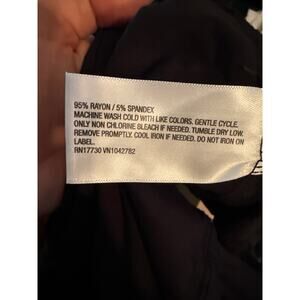 95% RAYON / 5% SPANDEX
MACHINE WASH COLD WITH LIKE COLORS. GENTLE CYCLE.
ONLY NON CHLORINE BLEACH IF NEEDED. TUMBLE DRY LOW.
REMOVE PROMPTLY. COOL IRON IF NEEDED. DO NOT IRON ON
LABEL.
RN17730 VN1042782